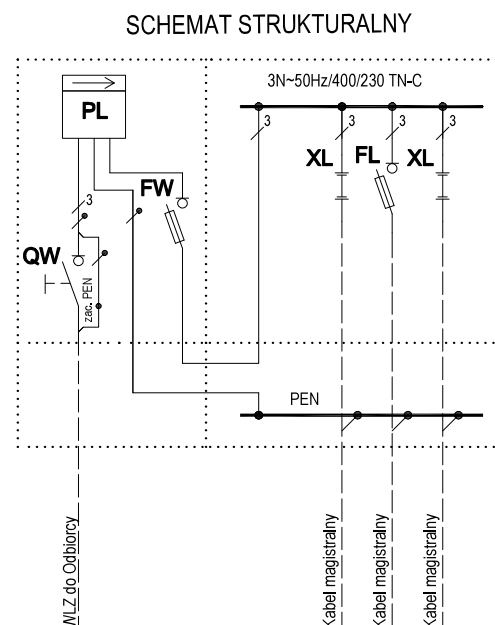 SCHEMAT STRUKTURALNY
3N~50Hz/400/230 TN-C
PL
3
3
3
3
XL
FL
XL
FW
3
QW
zac. PEN
PEN
WLZ do Odbiorcy
Kabel magistralny
Kabel magistralny
Kabel magistralny